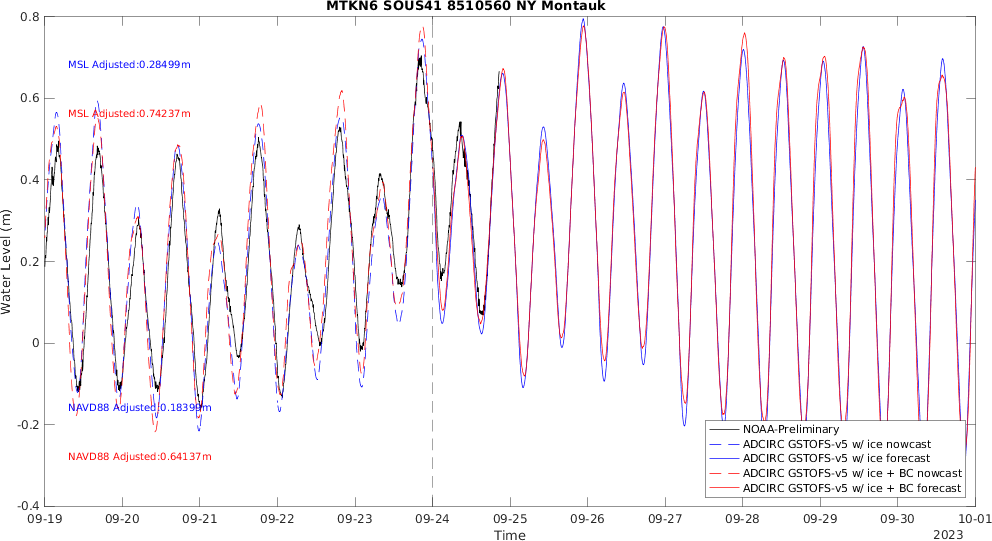 MTKN6 SOUS41 8510560 NY Montauk
0.8
0.6
0.4
0.2
0
-0.2
-0.4
Water Level (m)
MSL Adjusted:0.28499m
MSL Adjusted:0.74237m
NAVD88 Adjusted:0.18399m
NAVD88 Adjusted:0.64137m
NOAA-Preliminary
ADCIRC GSTOFS-v5 w/ ice nowcast
ADCIRC GSTOFS-v5 w/ ice forecast
ADCIRC GSTOFS-v5 w/ ice + BC nowcast
ADCIRC GSTOFS-v5 w/ ice + BC forecast
09-19 09-20 09-21 09-22 09-23 09-24 09-25 09-26 09-27 09-28 09-29 09-30 10-01
Time
2023